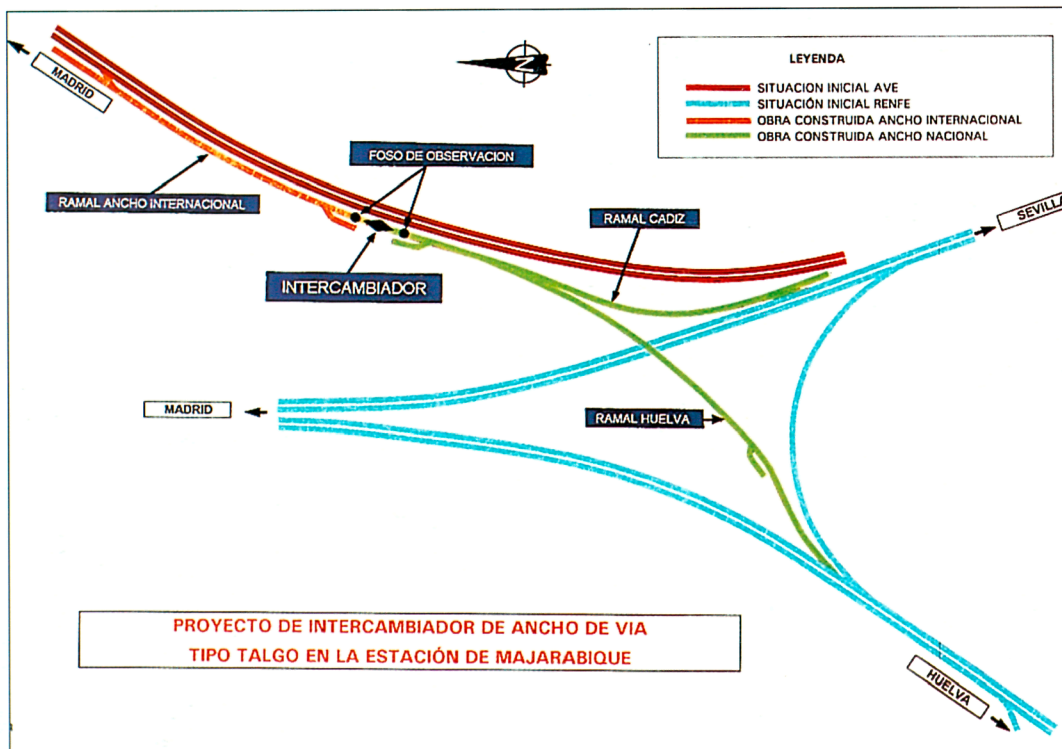 MADRID
N
LEYENDA
SITUACION INICIAL AVE
SITUACIÓN INICIAL RENFE
OBRA CONSTRUIDA ANCHO INTERNACIONAL
OBRA CONSTRUIDA ANCHO NACIONAL
FOSO DE OBSERVACION
RAMAL ANCHO INTERNACIONAL
RAMAL CADIZ
SEVILLA
INTERCAMBIADOR
MADRID
RAMAL HUELVA
PROYECTO DE INTERCAMBIADOR DE ANCHO DE VIA
TIPO TALGO EN LA ESTACIÓN DE MAJARABIQUE
HUELVA